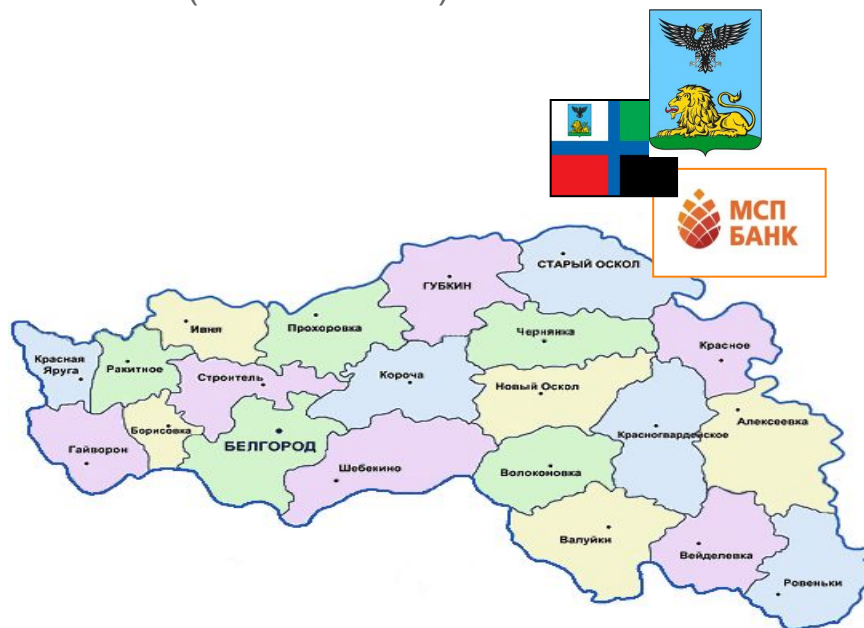 МСП
БАНК
СТАРЫЙ ОСКОЛ
ГУБКИН
Ивня
Прохоровка
Чернянка
Красное
Красная
Яруга
Ракитное
Строитель
Короча
Новый Оскол
Алексеевка
Борисовка
БЕЛГОРОД
Красногвардейское
Гайворон
Шебекино
Волоконовка
Валуйки
Вейделевка
Ровеньки